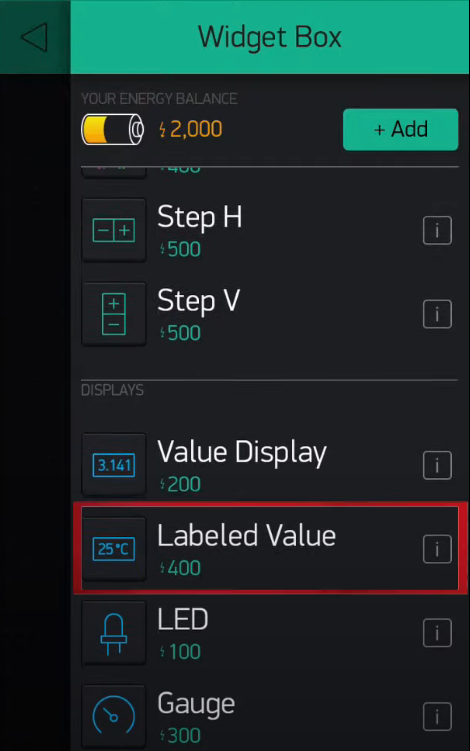 Widget Box
YOUR ENERGY BALANCE
2,000
+ Add
400
Step H
500
i
Step V
500
i
DISPLAYS
3.141
Value Display
200
i
25°C
Labeled Value
400
i
LED
100
i
Gauge
300
i